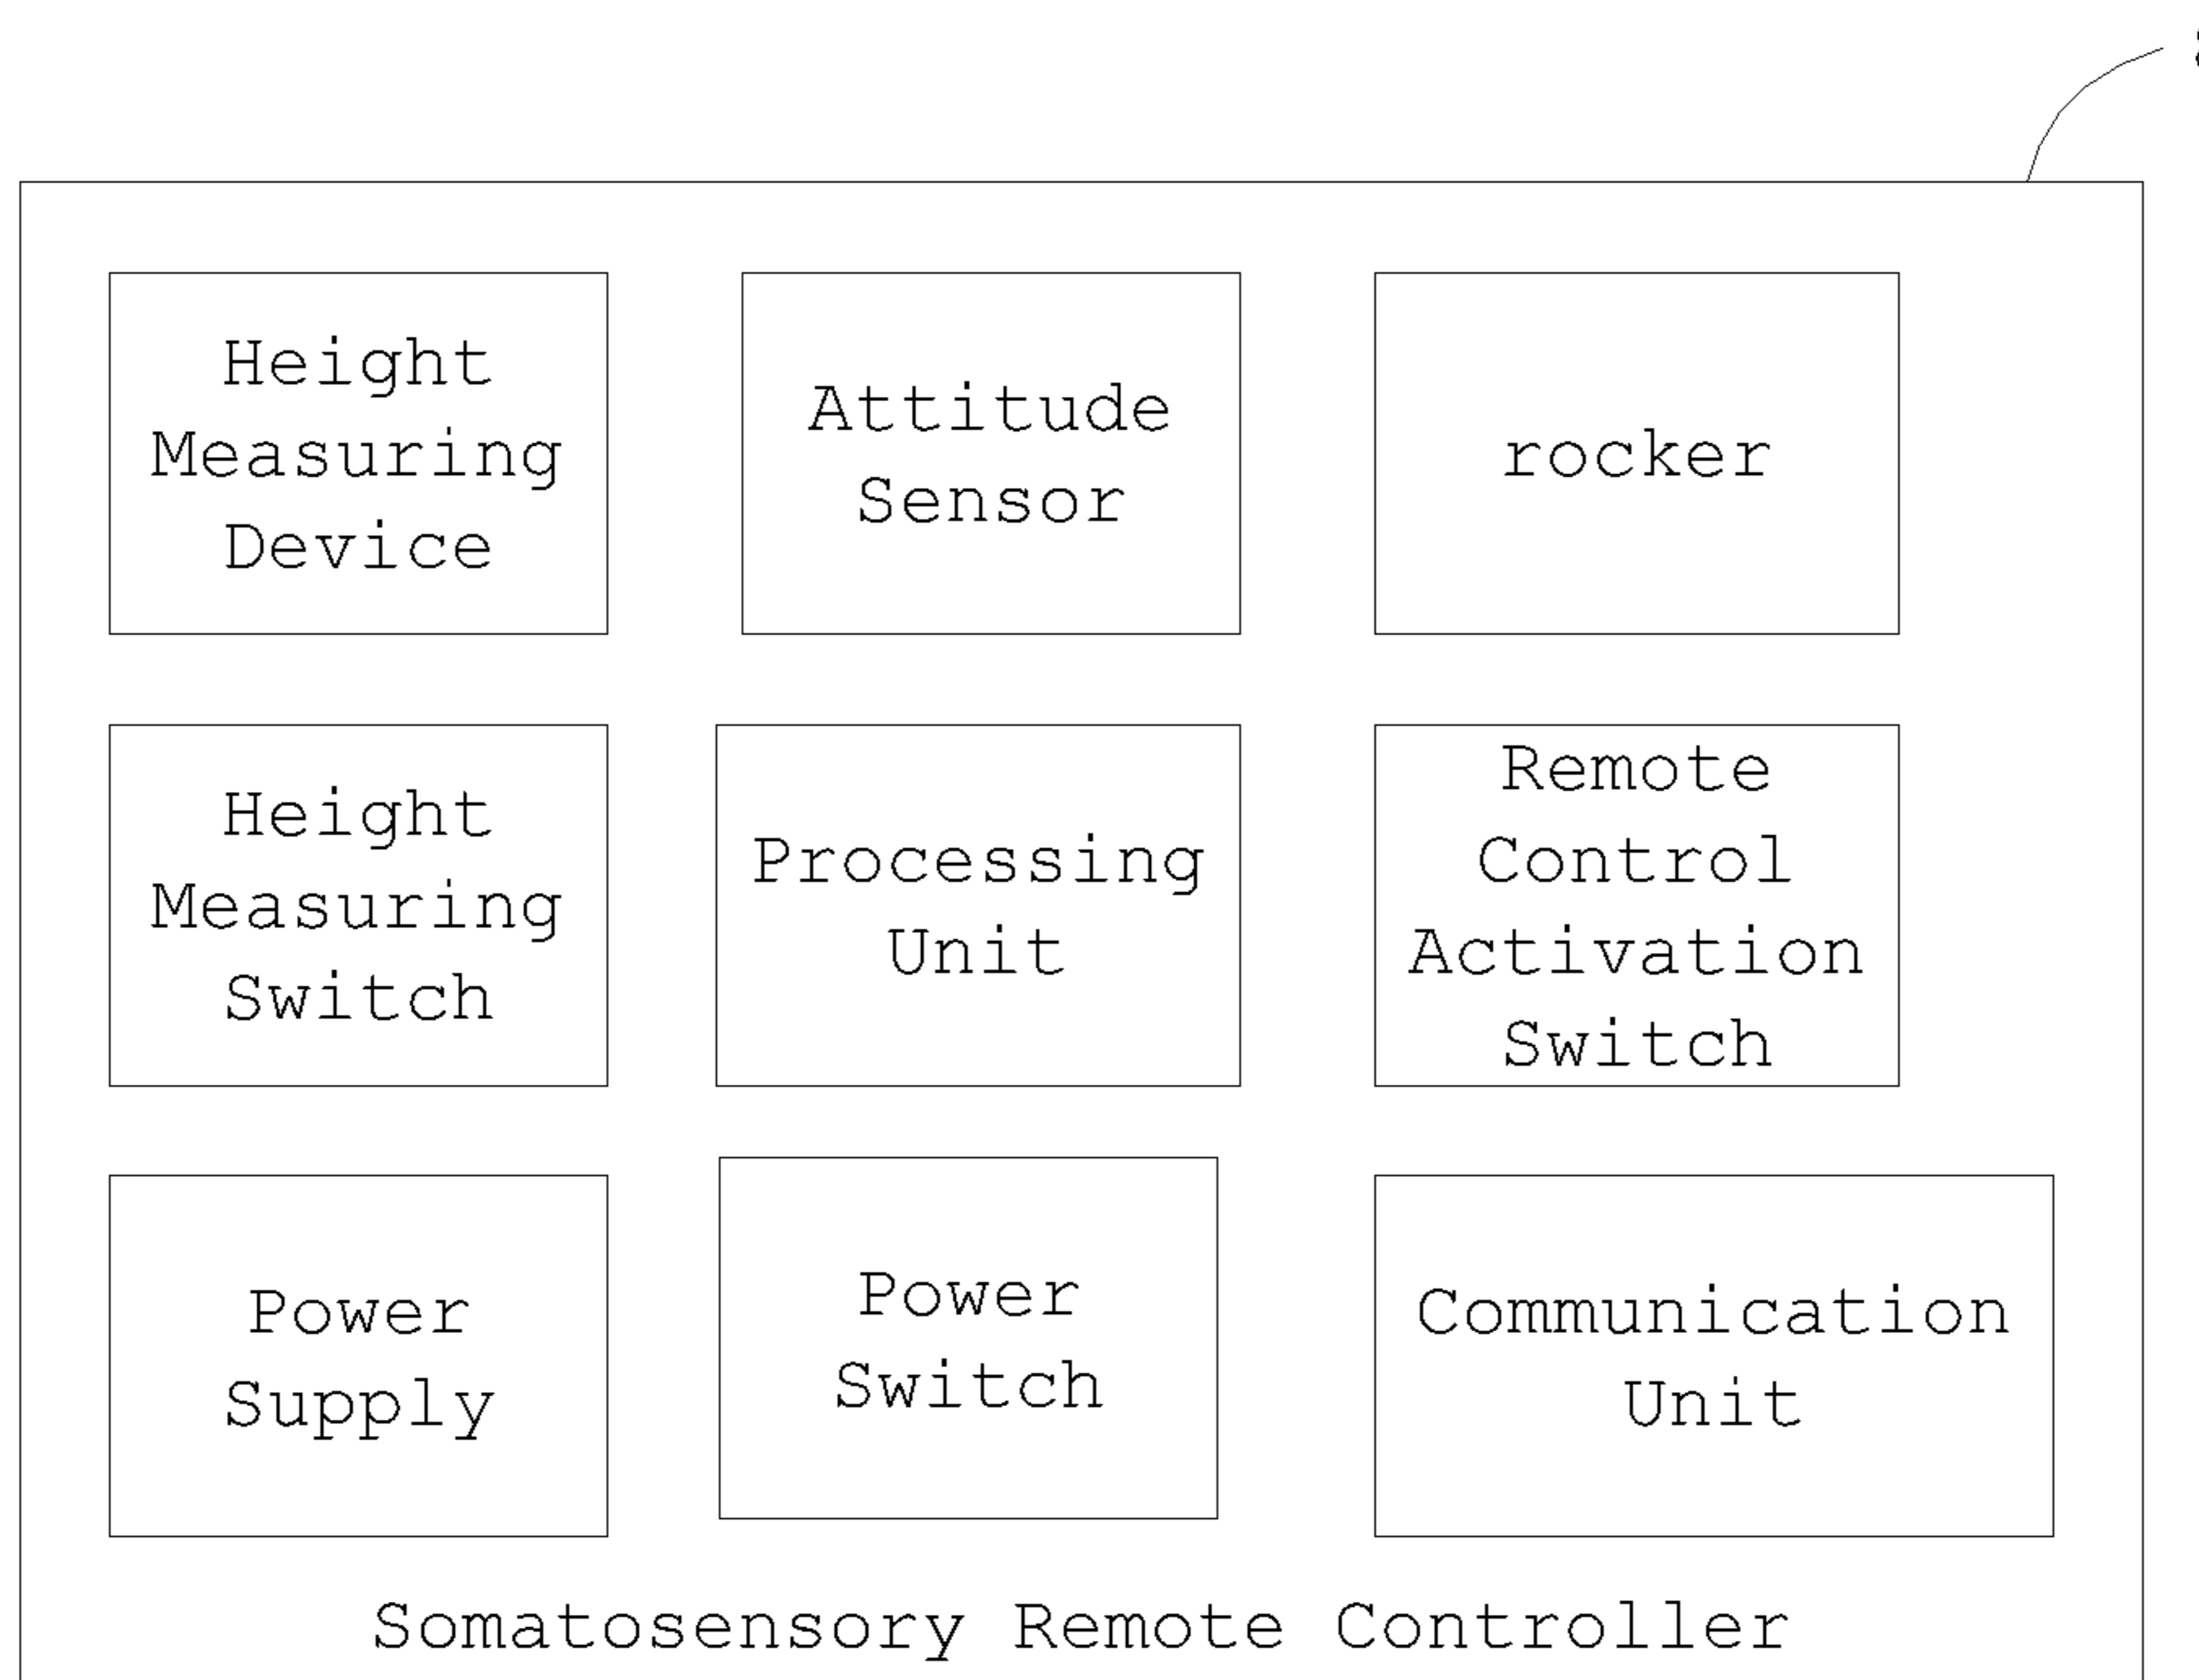 Height
Measuring
Device
Attitude
Sensor
rocker
Height
Measuring
Switch
Processing
Unit
Remote
Control
Activation
Switch
Power
Supply
Power
Switch
Communication
Unit
Somatosensory Remote Controller